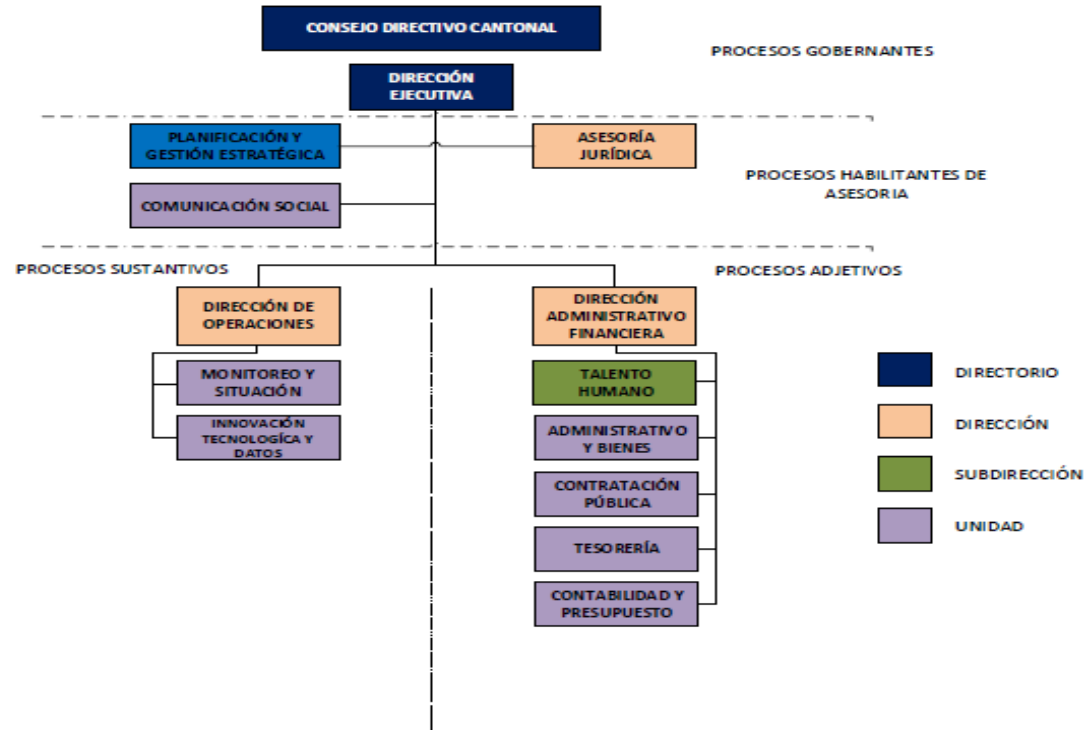 CONSEJO DIRECTIVO CANTONAL
PROCESOS GOBERNANTES
DIRECCIÓN
EJECUTIVA
PLANIFICACIÓN Y
GESTIÓN ESTRATÉGICA
ASESORÍA
JURÍDICA
PROCESOS HABILITANTES DE
ASESORIA
COMUNICACIÓN SOCIAL
PROCESOS SUSTANTIVOS
PROCESOS ADJETIVOS
DIRECCIÓN DE
OPERACIONES
DIRECCIÓN
ADMINISTRATIVO
FINANCIERA
MONITOREO Y
SITUACIÓN
TALENTO
HUMANO
INNOVACIÓN
TECNOLOGÍCA Y
DATOS
ADMINISTRATIVO
Y BIENES
CONTRATACIÓN
PÚBLICA
TESORERÍA
CONTABILIDAD Y
PRESUPUESTO
DIRECTORIO
DIRECCIÓN
SUBDIRECCIÓN
UNIDAD